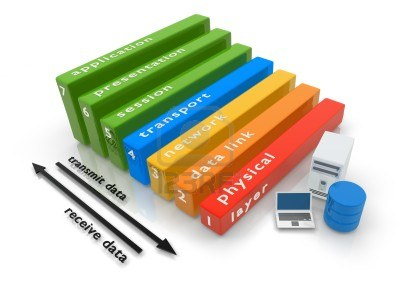 7 application
6 presentation
5 session
4 transport
3 network
2 data link
1 Physical
layer
transmit data
receive data